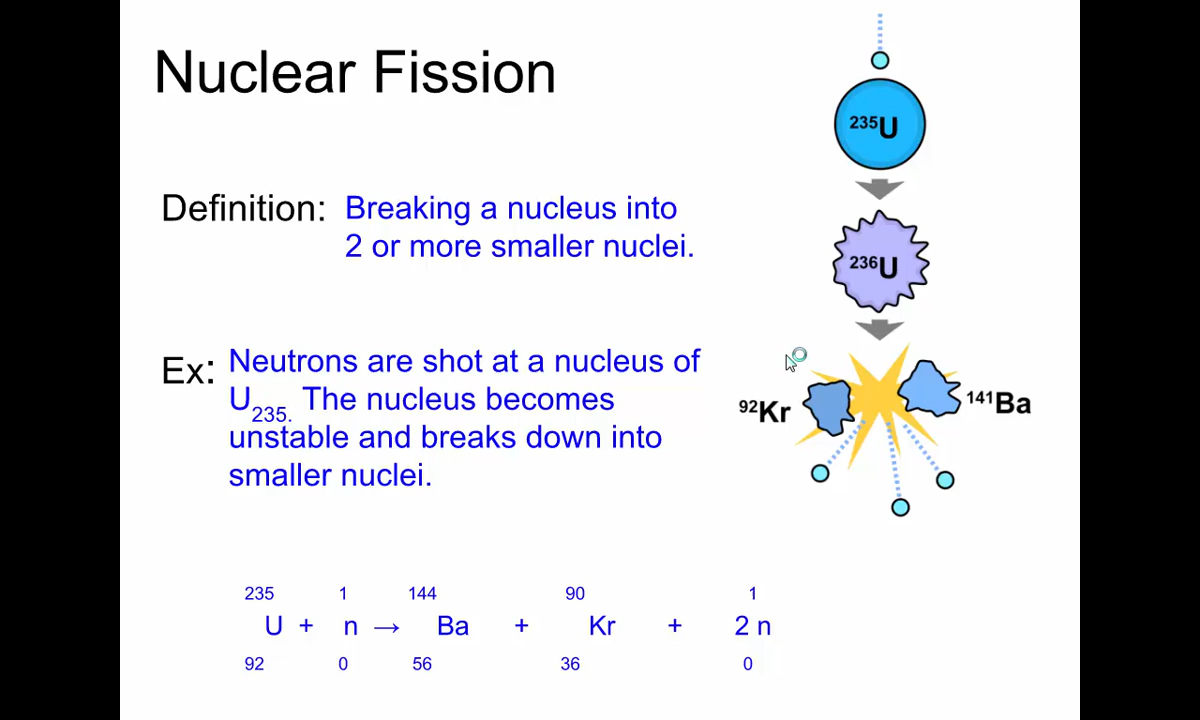 Nuclear Fission
Definition: Breaking a nucleus into
2 or more smaller nuclei.
Ex: Neutrons are shot at a nucleus of
U235. The nucleus becomes
unstable and breaks down into
smaller nuclei.
235 1 144 90 1
U + n → Ba + Kr + 2 n
92 0 56 36 0
235U
236U
92Kr
141Ba